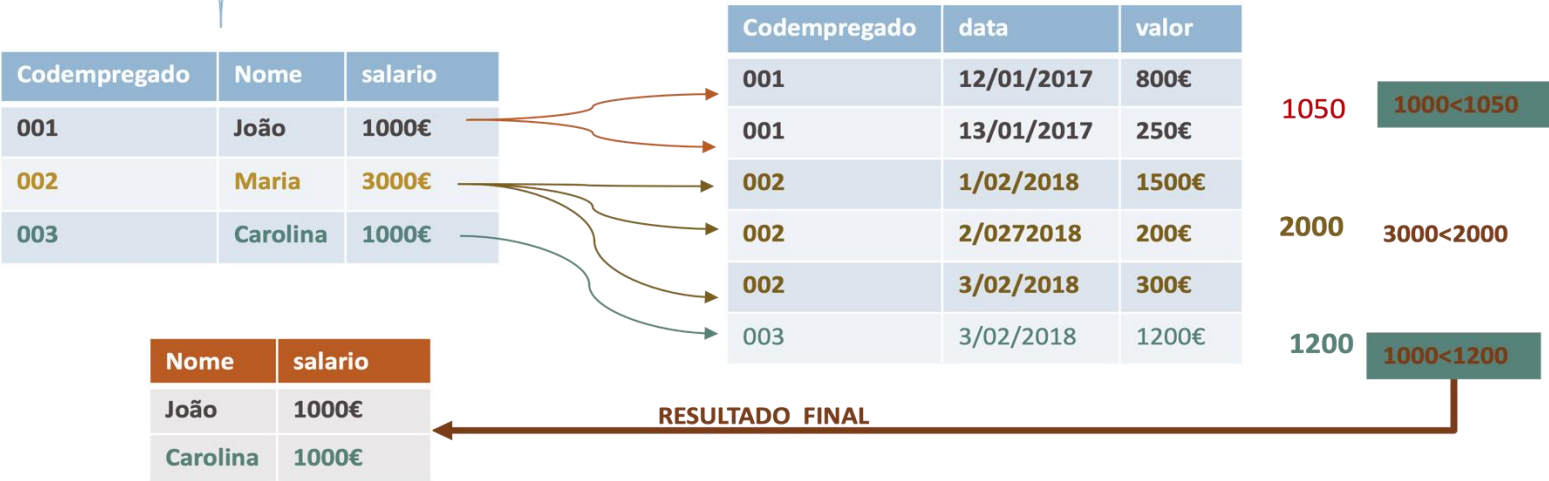 Codempregado Nome salario
001 João 1000€
002 Maria 3000€
003 Carolina 1000€
Codempregado data valor
001 12/01/2017 800€
001 13/01/2017 250€
002 1/02/2018 1500€
002 2/0272018 200€
002 3/02/2018 300€
003 3/02/2018 1200€
1050 1000<1050
2000 3000<2000
1200 1000<1200
RESULTADO FINAL
Nome salario
João 1000€
Carolina 1000€